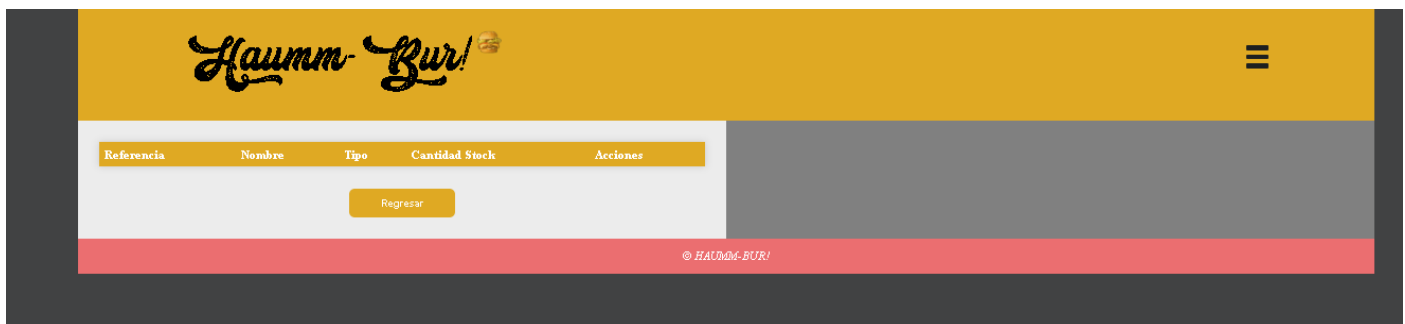 Haumm-Bur!
Referencia Nombre Tipo Cantidad Stock Acciones
Regresar
© HAUMM-BUR!